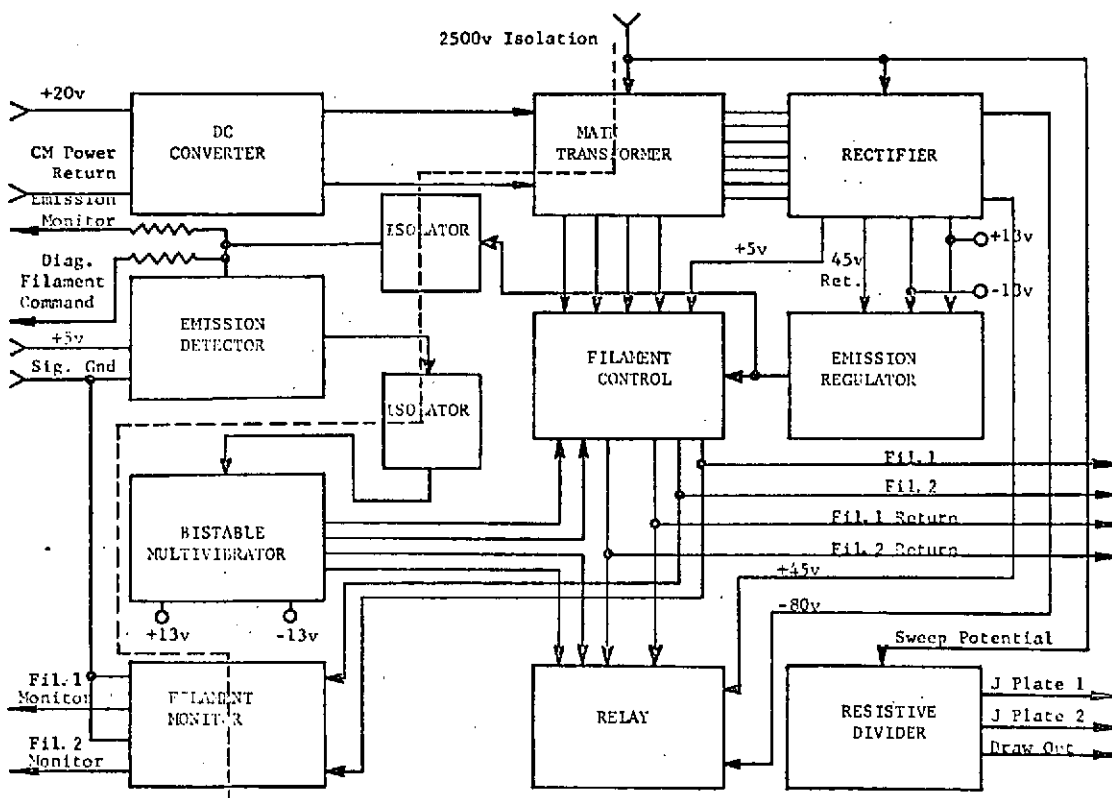 2500v Isolation
+20v
DC
CONVERTER
MAIN
TRANSFORMER
RECTIFIER
CM Power
Return
Emission
Monitor
ISOLATOR
+5v
45v
Ret.
+13v
-13v
Diag.
Filament
Command
EMISSION
DETECTOR
+5v
Sig. Gnd
FILAMENT
CONTROL
EMISSION
REGULATOR
ISOLATOR
Fil.1
Fil.2
BISTABLE
MULTIVIBRATOR
Fil.1 Return
Fil.2 Return
+45v
-80v
+13v
-13v
Sweep Potential
Fil.1
Monitor
FILAMENT
MONITOR
RELAY
RESISTIVE
DIVIDER
J Plate 1
J Plate 2
Draw Out
Fil.2
Monitor